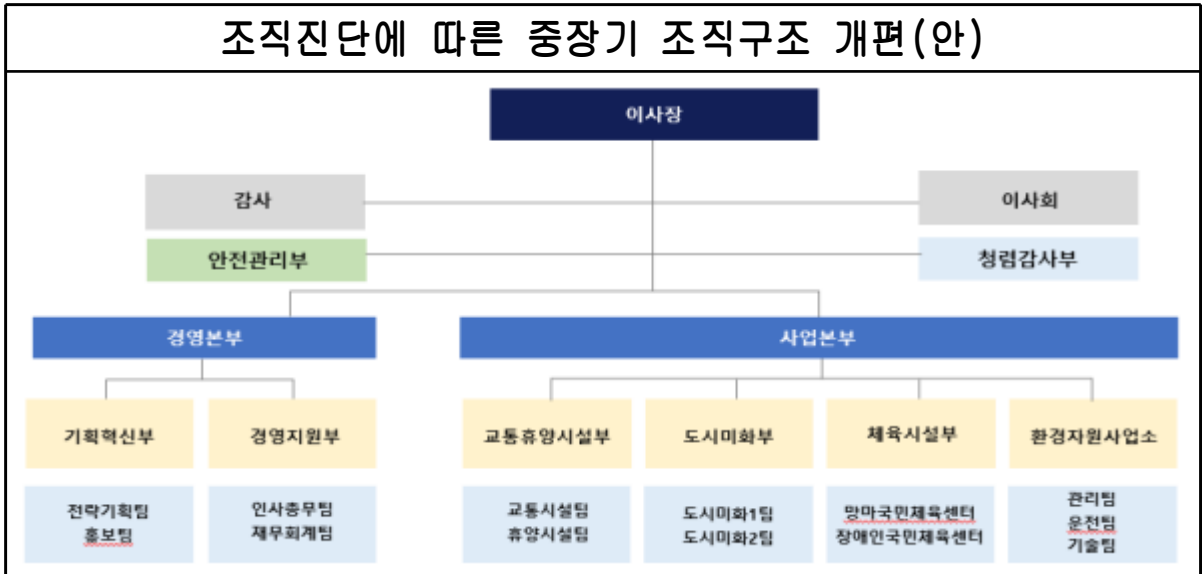 조직진단에 따른 중장기 조직구조 개편(안)
이사장
감사
이사회
안전관리부
청렴감사부
경영본부
사업본부
기획혁신부
경영지원부
교통휴양시설부
도시미화부
체육시설부
환경자원사업소
전략기획팀
홍보팀
인사총무팀
재무회계팀
교통시설팀
휴양시설팀
도시미화1팀
도시미화2팀
망마국민체육센터
장애인국민체육센터
관리팀
운전팀
기술팀